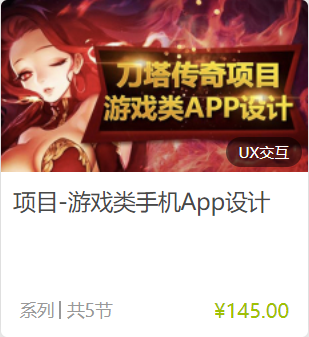 刀塔传奇项目
游戏类APP设计
UX交互
项目-游戏类手机App设计
系列 | 共5节
¥145.00